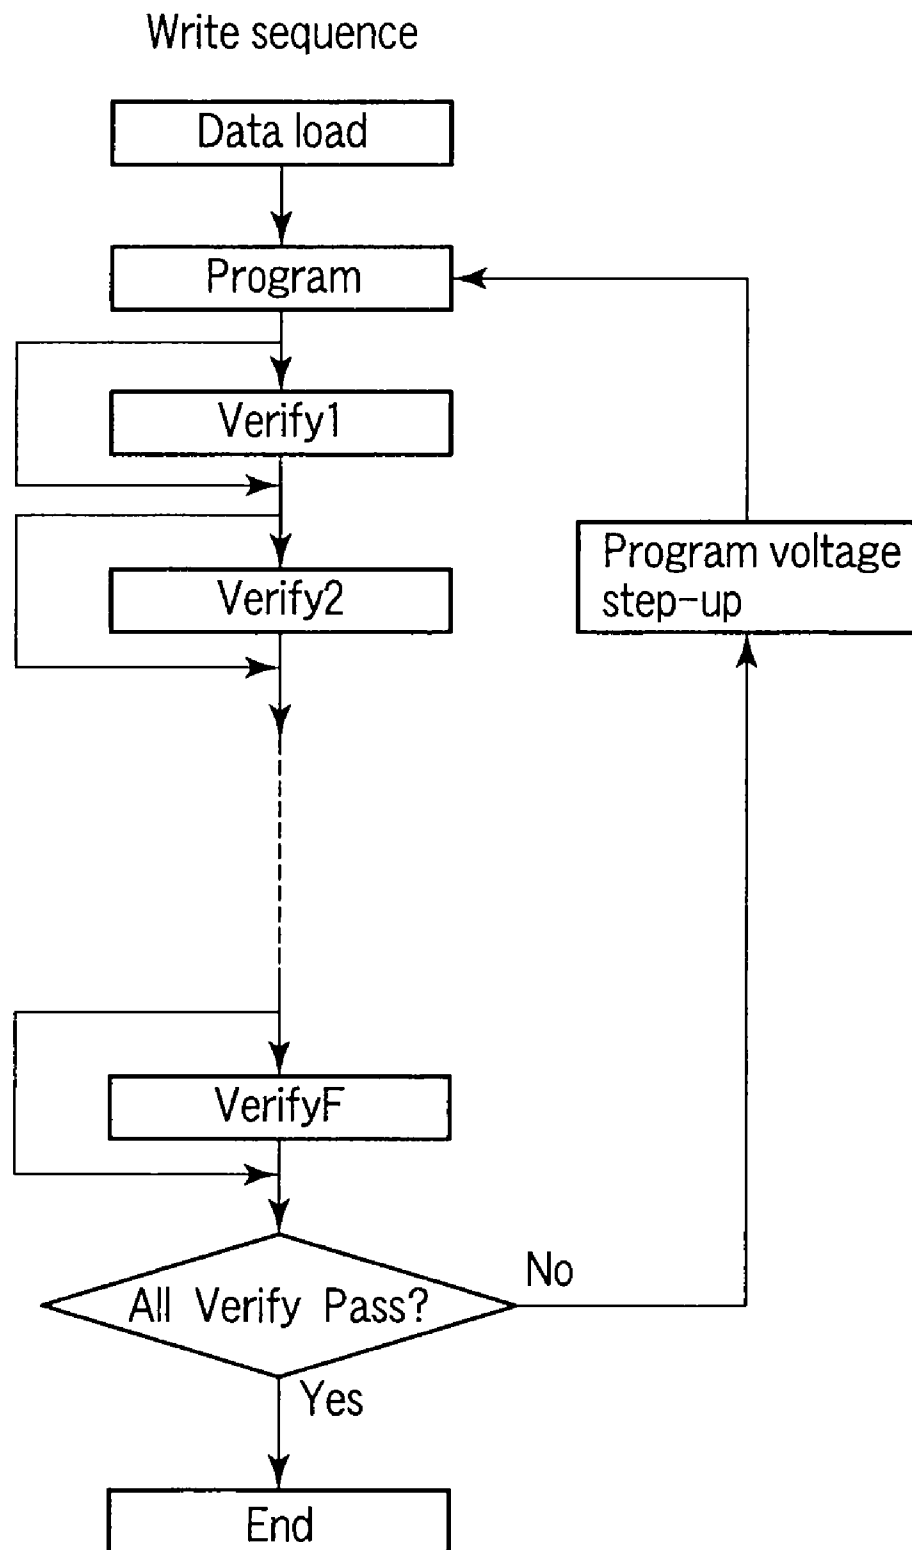 Write sequence
Data load
Program
Verify1
Verify2
Program voltage
step-up
VerifyF
All Verify Pass?
No
Yes
End